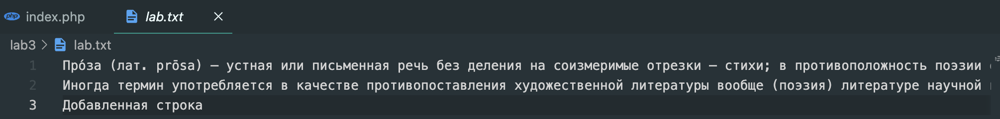 php index.php lab.txt
lab3 > lab.txt
1 Про́за (лат. prōsa) — устная или письменная речь без деления на соизмеримые отрезки — стихи; в противоположность поэзии
2 Иногда термин употребляется в качестве противопоставления художественной литературы вообще (поэзия) литературе научной
3 Добавленная строка